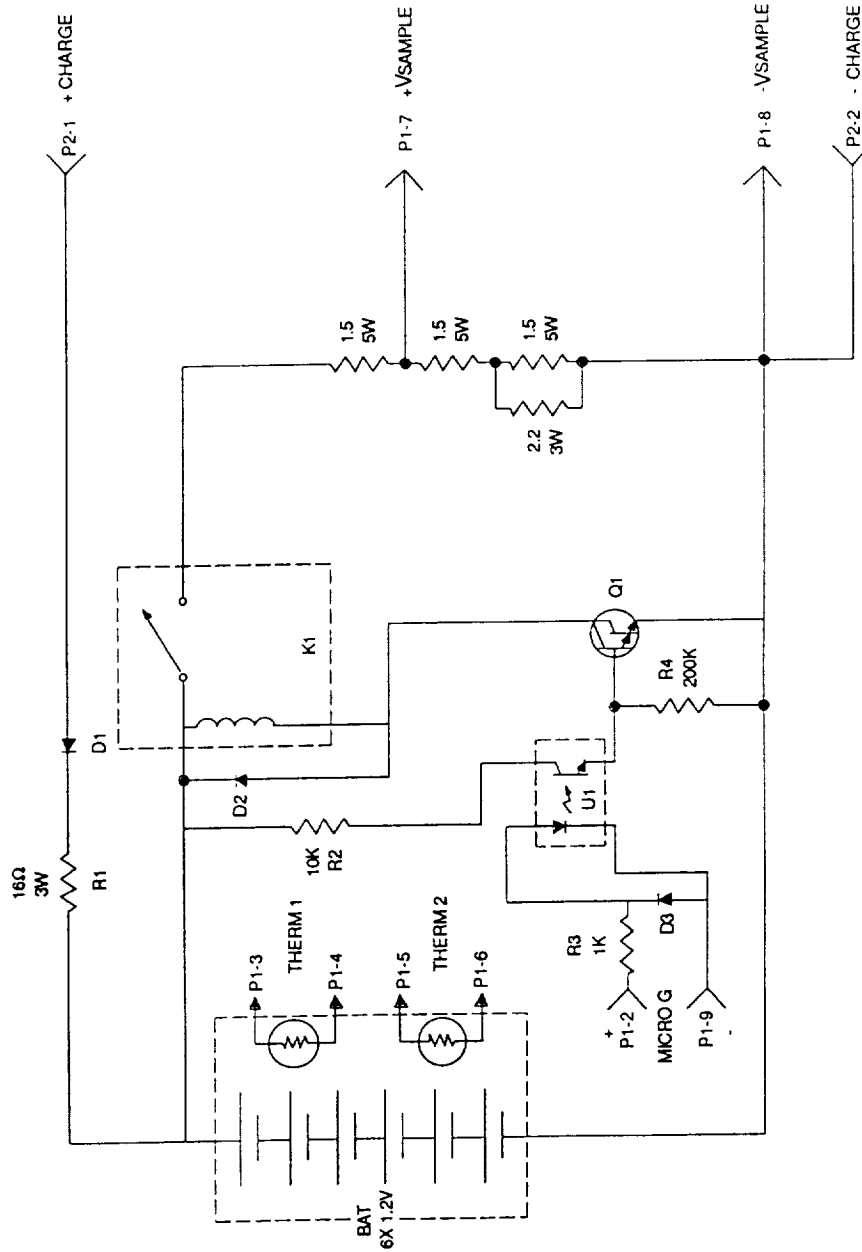 P2-1 + CHARGE
P1-7 +VSAMPLE
P1-8 -VSAMPLE
P2-2 - CHARGE
16Ω
3W
R1
D1
K1
D2
10K
R2
1.5
5W
1.5
5W
1.5
5W
2.2
3W
Q1
R4
200K
U1
D3
R3
1K
+
P1-2
MICRO G
P1-9
-
P1-3
THERM 1
P1-4
P1-5
THERM 2
P1-6
BAT
6X 1.2V